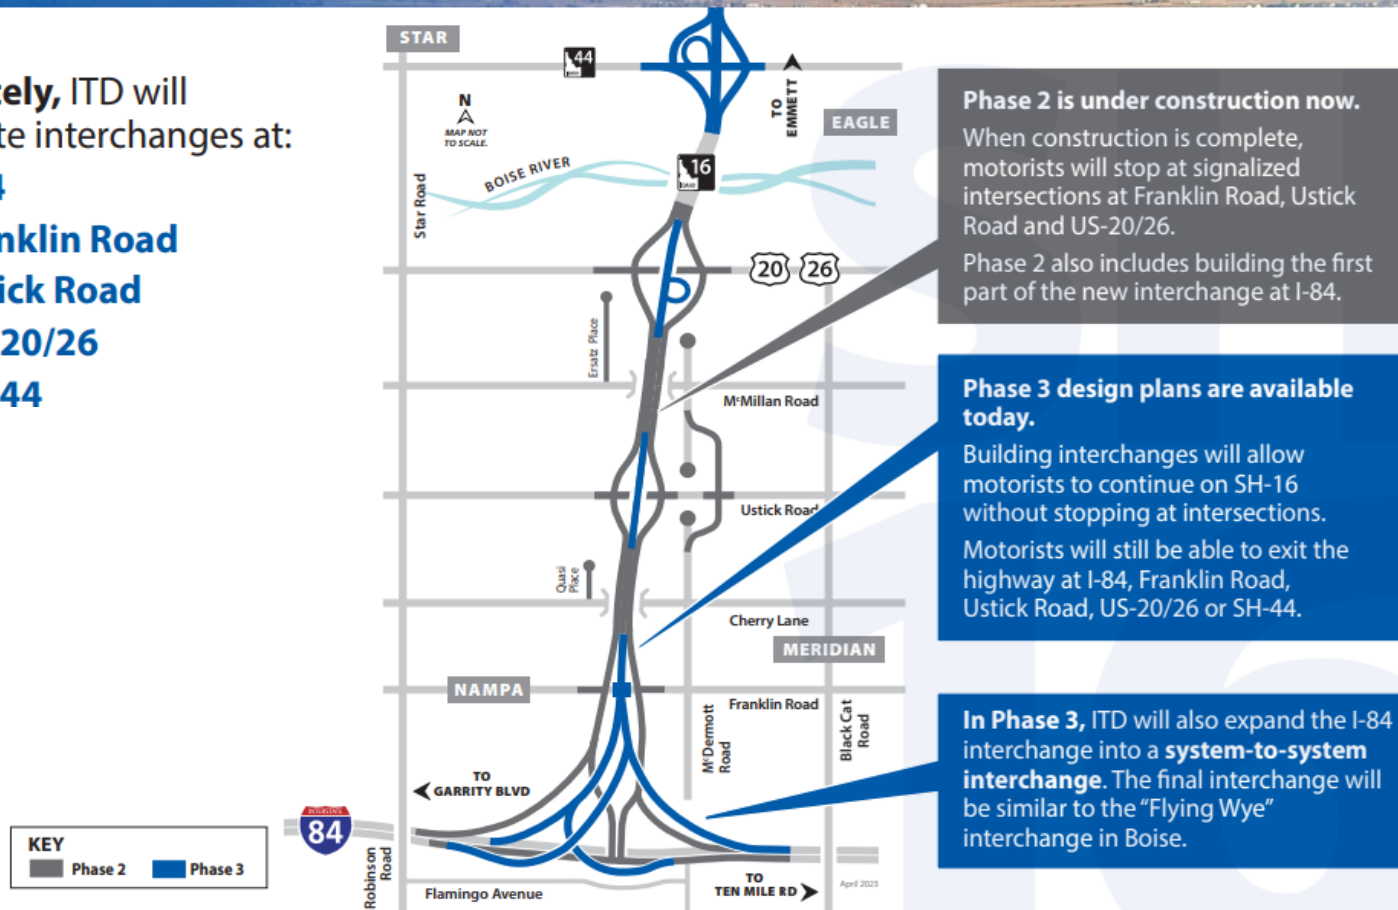 tely, ITD will
te interchanges at:
4
nklin Road
ick Road
20/26
44
STAR
44
N
MAP NOT
TO SCALE.
TO
EMMETT
EAGLE
BOISE RIVER
16
Star Road
20 26
Ersatz Place
McMillan Road
Ustick Road
Quasi
Place
Cherry Lane
MERIDIAN
NAMPA
Franklin Road
McDermott
Road
Black Cat
Road
TO
GARRITY BLVD
INTERSTATE
84
Robinson
Road
Flamingo Avenue
TO
TEN MILE RD
April 2023
KEY
Phase 2 Phase 3
Phase 2 is under construction now.
When construction is complete,
motorists will stop at signalized
intersections at Franklin Road, Ustick
Road and US-20/26.
Phase 2 also includes building the first
part of the new interchange at I-84.
Phase 3 design plans are available
today.
Building interchanges will allow
motorists to continue on SH-16
without stopping at intersections.
Motorists will still be able to exit the
highway at I-84, Franklin Road,
Ustick Road, US-20/26 or SH-44.
In Phase 3, ITD will also expand the I-84
interchange into a system-to-system
interchange. The final interchange will
be similar to the “Flying Wye”
interchange in Boise.